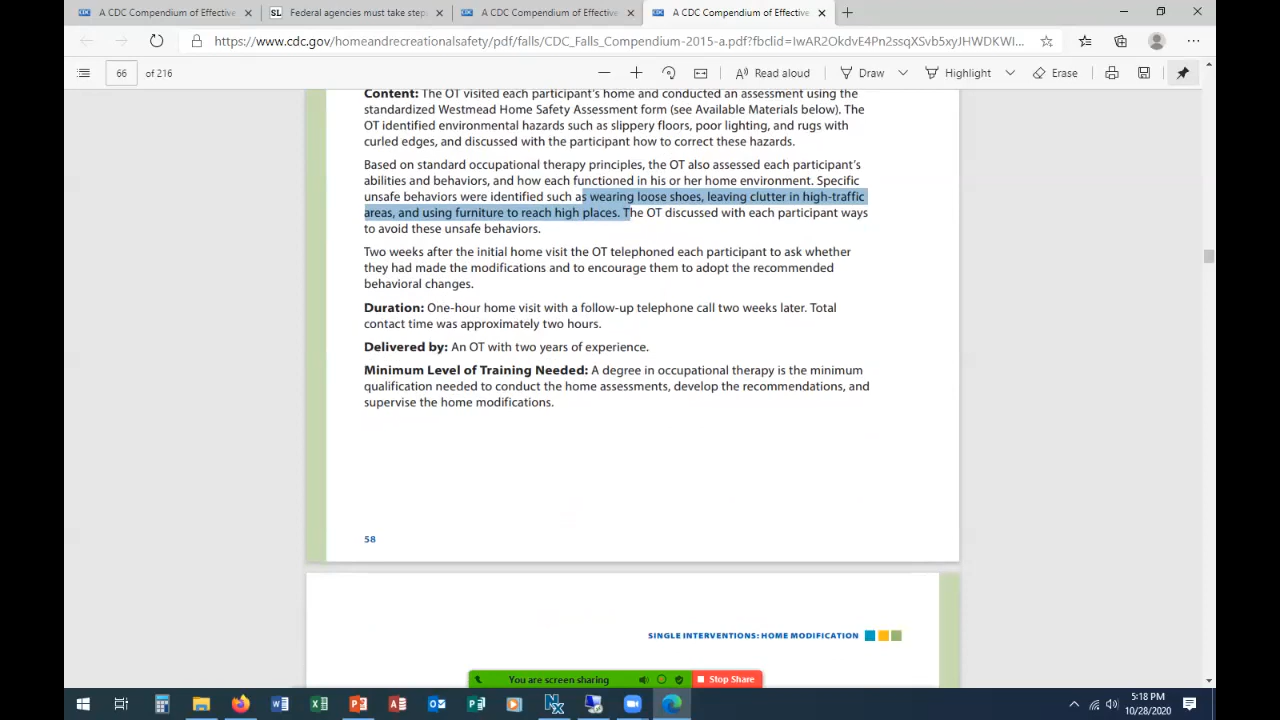 A CDC Compendium of Effective
Federal agencies must take step
A CDC Compendium of Effective
A CDC Compendium of Effective
https://www.cdc.gov/homeandrecreationalsafety/pdf/falls/CDC_Falls_Compendium-2015-a.pdf?fbclid=IwAR2OkdvE4Pn2ssqXSvb5xyJHWDKWI...
66 of 216
Read aloud
Draw
Highlight
Erase
Content: The OT visited each participant's home and conducted an assessment using the
standardized Westmead Home Safety Assessment form (see Available Materials below). The
OT identified environmental hazards such as slippery floors, poor lighting, and rugs with
curled edges, and discussed with the participant how to correct these hazards.
Based on standard occupational therapy principles, the OT also assessed each participant's
abilities and behaviors, and how each functioned in his or her home environment. Specific
unsafe behaviors were identified such as wearing loose shoes, leaving clutter in high-traffic
areas, and using furniture to reach high places. The OT discussed with each participant ways
to avoid these unsafe behaviors.
Two weeks after the initial home visit the OT telephoned each participant to ask whether
they had made the modifications and to encourage them to adopt the recommended
behavioral changes.
Duration: One-hour home visit with a follow-up telephone call two weeks later. Total
contact time was approximately two hours.
Delivered by: An OT with two years of experience.
Minimum Level of Training Needed: A degree in occupational therapy is the minimum
qualification needed to conduct the home assessments, develop the recommendations, and
supervise the home modifications.
58
SINGLE INTERVENTIONS: HOME MODIFICATION
You are screen sharing
Stop Share
5:18 PM
10/28/2020